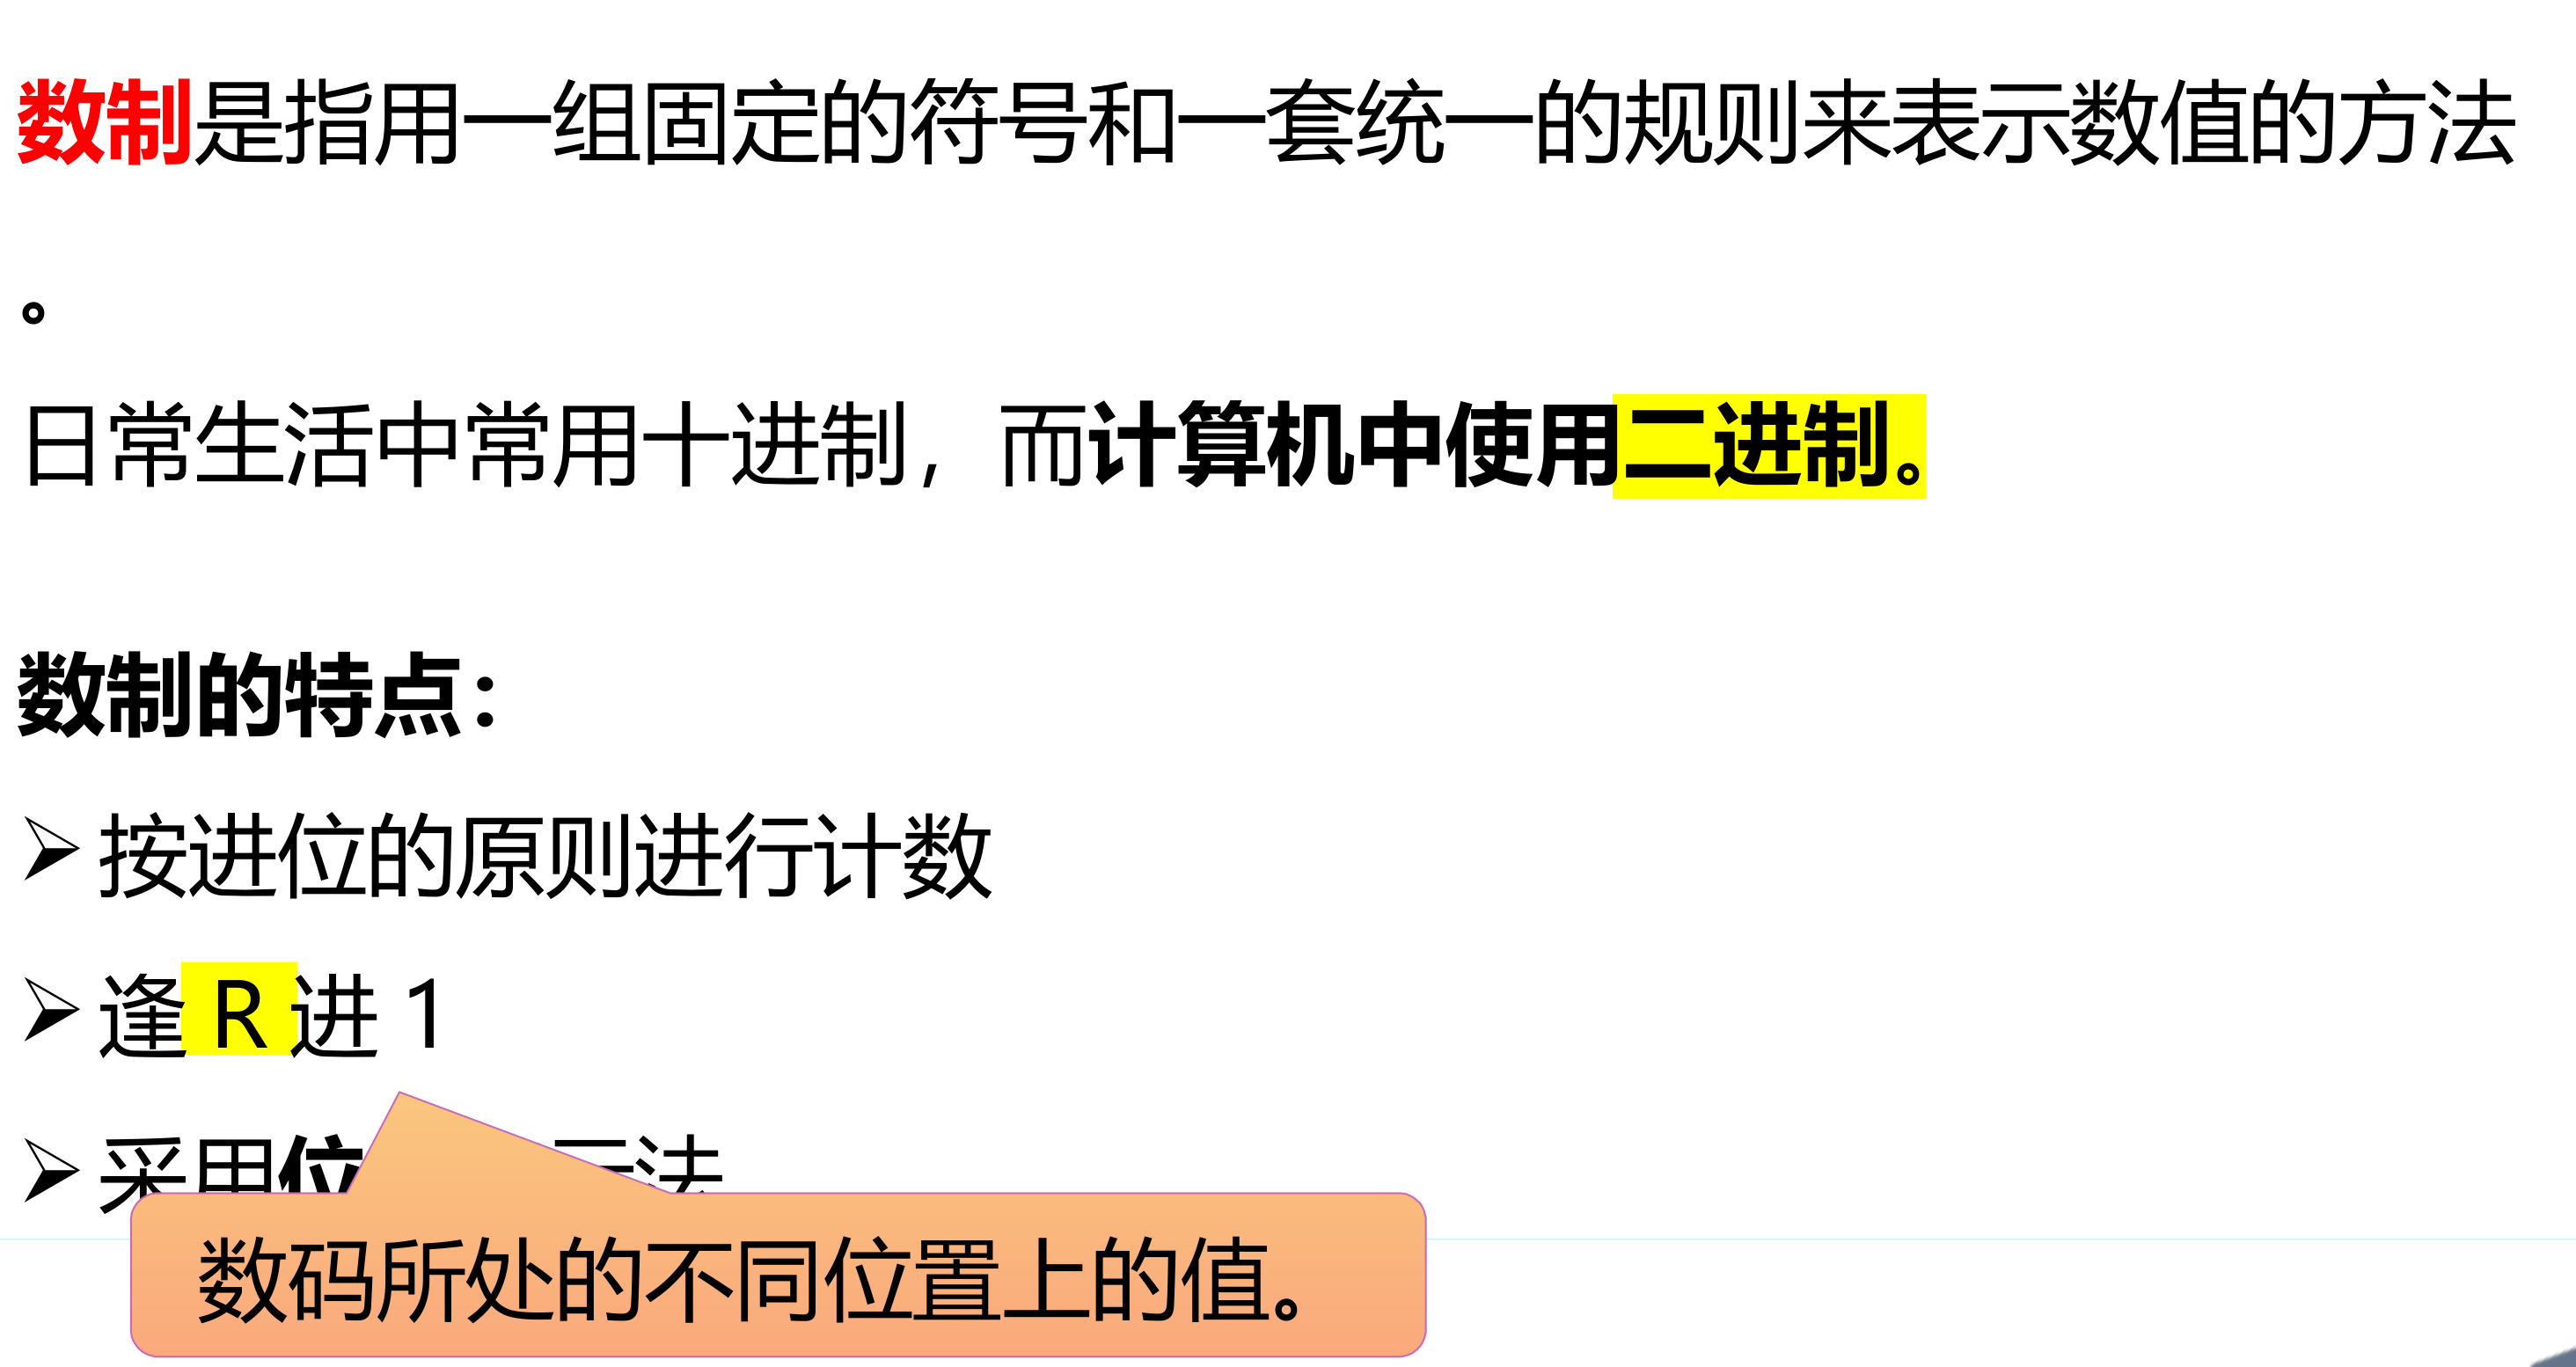 数制是指用一组固定的符号和一套统一的规则来表示数值的方法
。
日常生活中常用十进制，而计算机中使用二进制。
数制的特点：
按进位的原则进行计数
逢 R 进 1
采用位 法
数码所处的不同位置上的值。